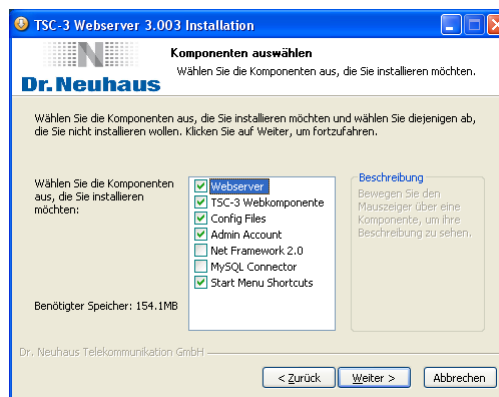 TSC-3 Webserver 3.003 Installation
N
Dr.Neuhaus
Komponenten auswählen
Wählen Sie die Komponenten aus, die Sie installieren möchten.
Wählen Sie die Komponenten aus, die Sie installieren möchten und wählen Sie diejenigen ab,
die Sie nicht installieren wollen. Klicken Sie auf Weiter, um fortzufahren.
Wählen Sie die Komponenten
aus, die Sie installieren
möchten:
Webserver
TSC-3 Webkomponente
Config Files
Admin Account
Net Framework 2.0
MySQL Connector
Start Menu Shortcuts
Beschreibung
Bewegen Sie den
Mauszeiger über eine
Komponente, um ihre
Beschreibung zu sehen.
Benötigter Speicher: 154.1MB
Dr. Neuhaus Telekommunikation GmbH
< Zurück
Weiter >
Abbrechen